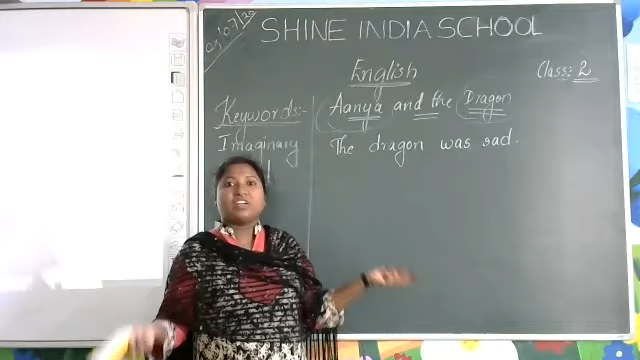 SHINE INDIA SCHOOL
English
Class: 2
Keywords:-
Aanya and the Dragon
Imaginary
The dragon was sad.